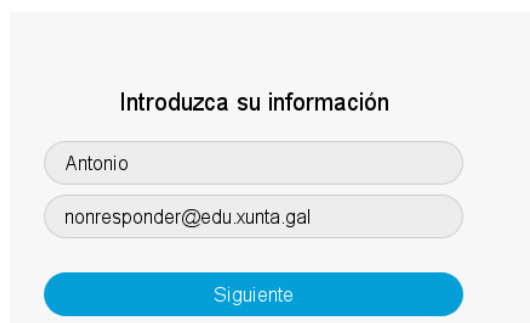 Introduzca su información
Antonio
nonresponder@edu.xunta.gal
Siguiente